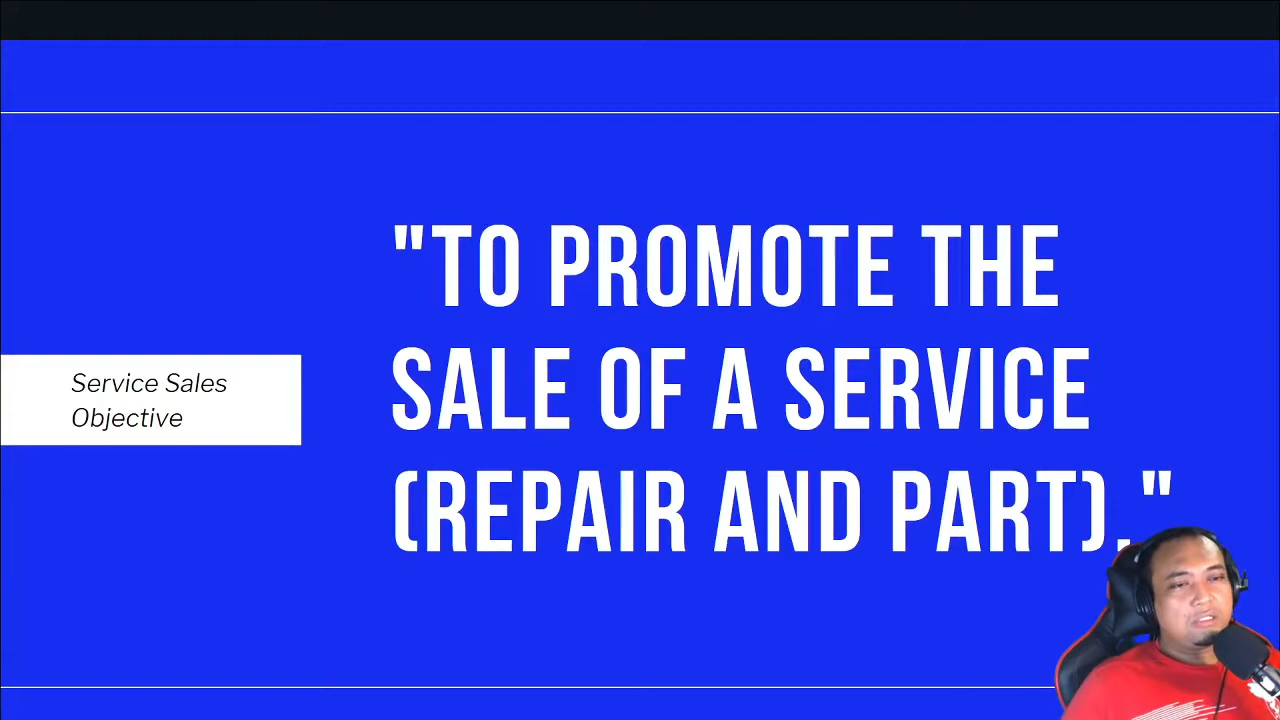 "TO PROMOTE THE
SALE OF A SERVICE
(REPAIR AND PART)."
Service Sales
Objective